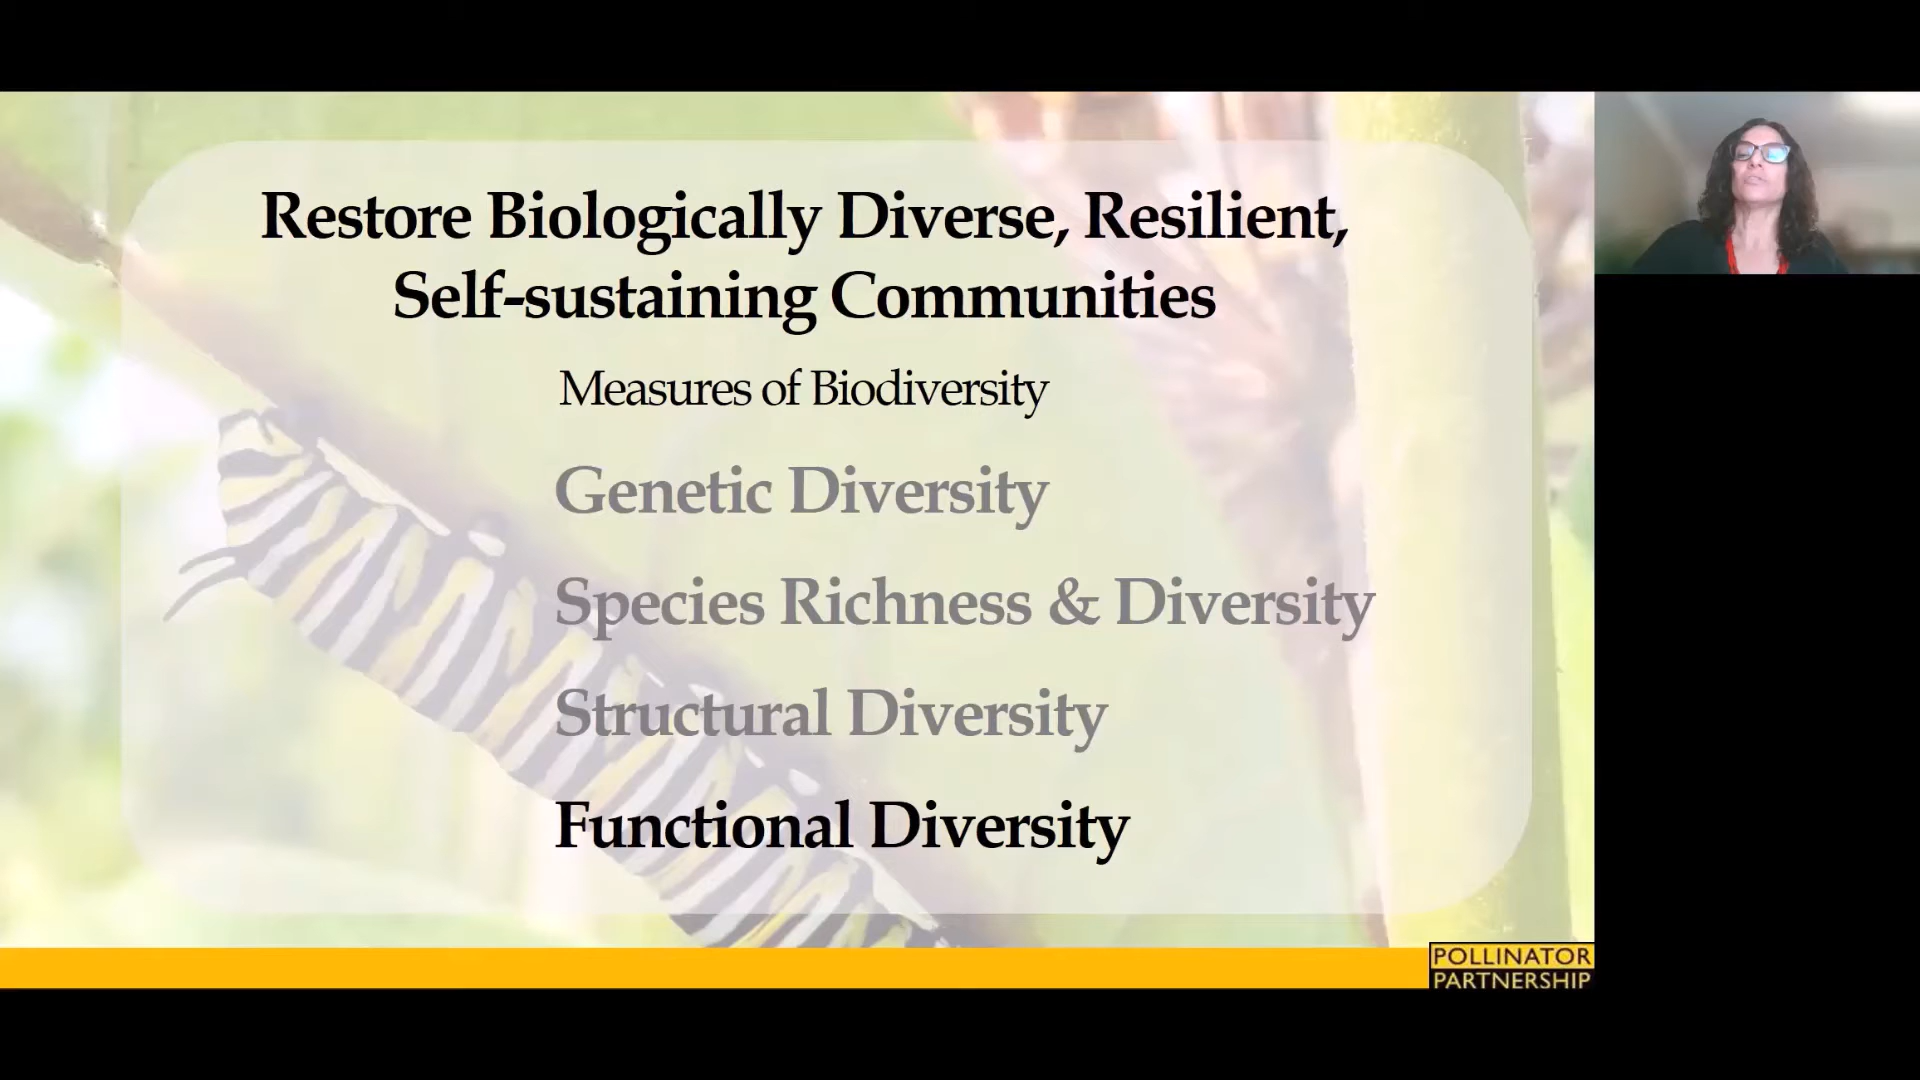 Restore Biologically Diverse, Resilient,
Self-sustaining Communities
Measures of Biodiversity
Genetic Diversity
Species Richness & Diversity
Structural Diversity
Functional Diversity
POLLINATOR
PARTNERSHIP